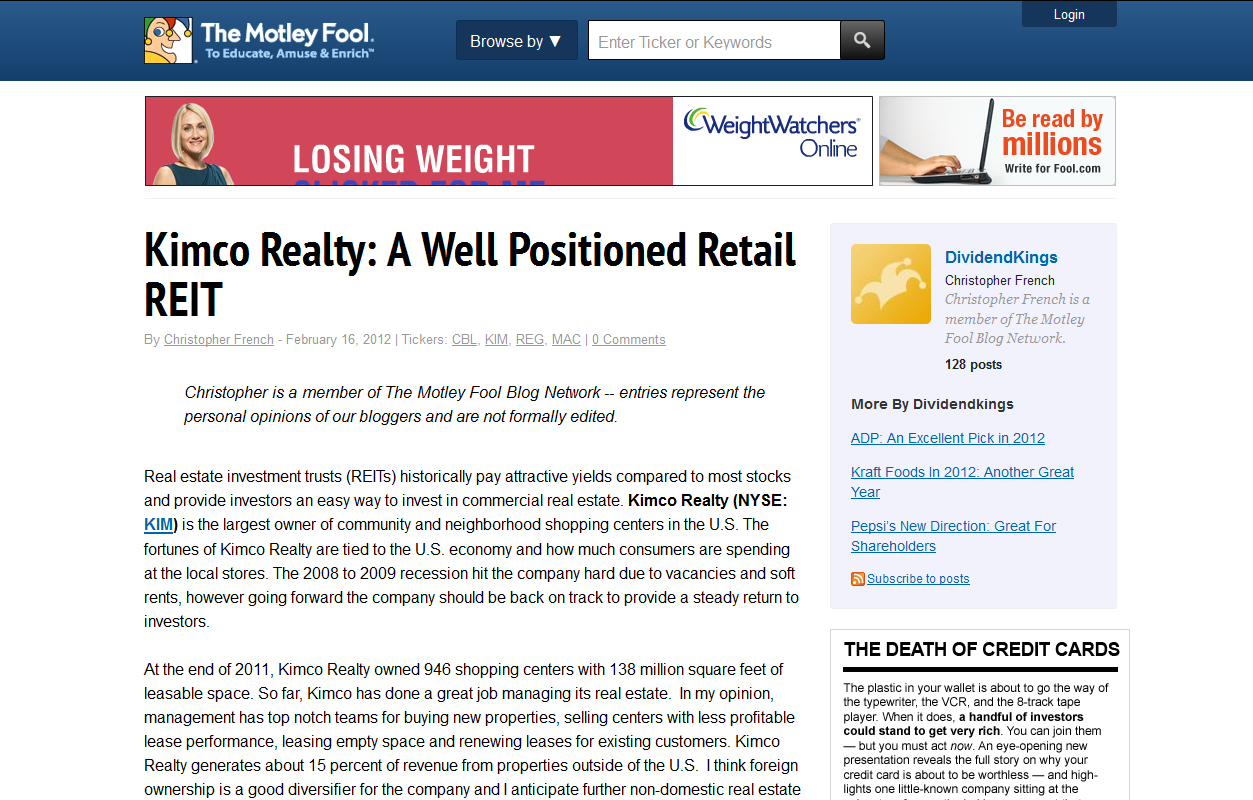 Login
The Motley Fool.
To Educate, Amuse & Enrich™
Browse by ▼
Enter Ticker or Keywords
LOSING WEIGHT
CLICKED FOR ME
WeightWatchers®
Online
Be read by
millions
Write for Fool.com
Kimco Realty: A Well Positioned Retail
REIT
By Christopher French - February 16, 2012 | Tickers: CBL, KIM, REG, MAC | 0 Comments
Christopher is a member of The Motley Fool Blog Network -- entries represent the
personal opinions of our bloggers and are not formally edited.
Real estate investment trusts (REITs) historically pay attractive yields compared to most stocks
and provide investors an easy way to invest in commercial real estate. Kimco Realty (NYSE:
KIM) is the largest owner of community and neighborhood shopping centers in the U.S. The
fortunes of Kimco Realty are tied to the U.S. economy and how much consumers are spending
at the local stores. The 2008 to 2009 recession hit the company hard due to vacancies and soft
rents, however going forward the company should be back on track to provide a steady return to
investors.
At the end of 2011, Kimco Realty owned 946 shopping centers with 138 million square feet of
leasable space. So far, Kimco has done a great job managing its real estate.  In my opinion,
management has top notch teams for buying new properties, selling centers with less profitable
lease performance, leasing empty space and renewing leases for existing customers. Kimco
Realty generates about 15 percent of revenue from properties outside of the U.S.  I think foreign
ownership is a good diversifier for the company and I anticipate further non-domestic real estate
DividendKings
Christopher French
Christopher French is a
member of The Motley
Fool Blog Network.
128 posts
More By Dividendkings
ADP: An Excellent Pick in 2012
Kraft Foods In 2012: Another Great
Year
Pepsi's New Direction: Great For
Shareholders
Subscribe to posts
THE DEATH OF CREDIT CARDS
The plastic in your wallet is about to go the way of
the typewriter, the VCR, and the 8-track tape
player. When it does, a handful of investors
could stand to get very rich. You can join them
— but you must act now. An eye-opening new
presentation reveals the full story on why your
credit card is about to be worthless — and high-
lights one little-known company sitting at the